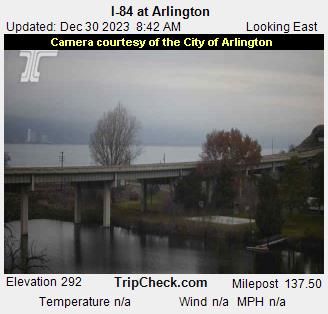 I-84 at Arlington
Updated: Dec 30 2023 8:42 AM Looking East
Camera courtesy of the City of Arlington
Elevation 292 TripCheck.com Milepost 137.50
Temperature n/a Wind n/a MPH n/a